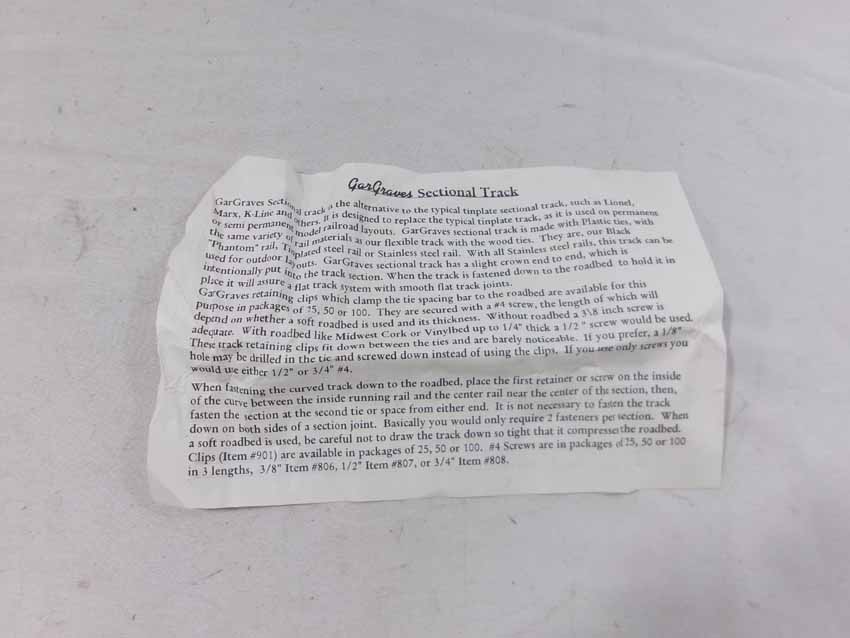 GarGraves Sectional Track
GarGraves Sectional track is the alternative to the typical tinplate sectional track, such as Lionel,
Marx, K-Line and others. It is designed to replace the typical tinplate track, as it is used on permanent
or semi permanent model railroad layouts. GarGraves sectional track is made with Plastic ties, with
the same variety of rail materials as our flexible track with the wood ties. They are, our Black
"Phantom" rail, Tinplated steel rail or Stainless steel rail. With all Stainless steel rails, this track can be
used for outdoor layouts. GarGraves sectional track has a slight crown end to end, which is
intentionally put into the track section. When the track is fastened down to the roadbed to hold it in
place it will assure a flat track system with smooth flat track joints.
GarGraves retaining clips which clamp the tie spacing bar to the roadbed are available for this
purpose in packages of 25, 50 or 100. They are secured with a #4 screw, the length of which will
depend on whether a soft roadbed is used and its thickness. Without roadbed a 3\8 inch screw is
adequate. With roadbed like Midwest Cork or Vinylbed up to 1/4" thick a 1/2 " screw would be used.
These track retaining clips fit down between the ties and are barely noticeable. If you prefer, a 1/8"
hole may be drilled in the tie and screwed down instead of using the clips. If you use only screws you
would use either 1/2" or 3/4" #4.
When fastening the curved track down to the roadbed, place the first retainer or screw on the inside
of the curve between the inside running rail and the center rail near the center of the section, then,
fasten the section at the second tie or space from either end. It is not necessary to fasten the track
down on both sides of a section joint. Basically you would only require 2 fasteners per section. When
a soft roadbed is used, be careful not to draw the track down so tight that it compresses the roadbed.
Clips (Item #901) are available in packages of 25, 50 or 100. #4 Screws are in packages of 25, 50 or 100
in 3 lengths, 3/8" Item #806, 1/2" Item #807, or 3/4" Item #808.